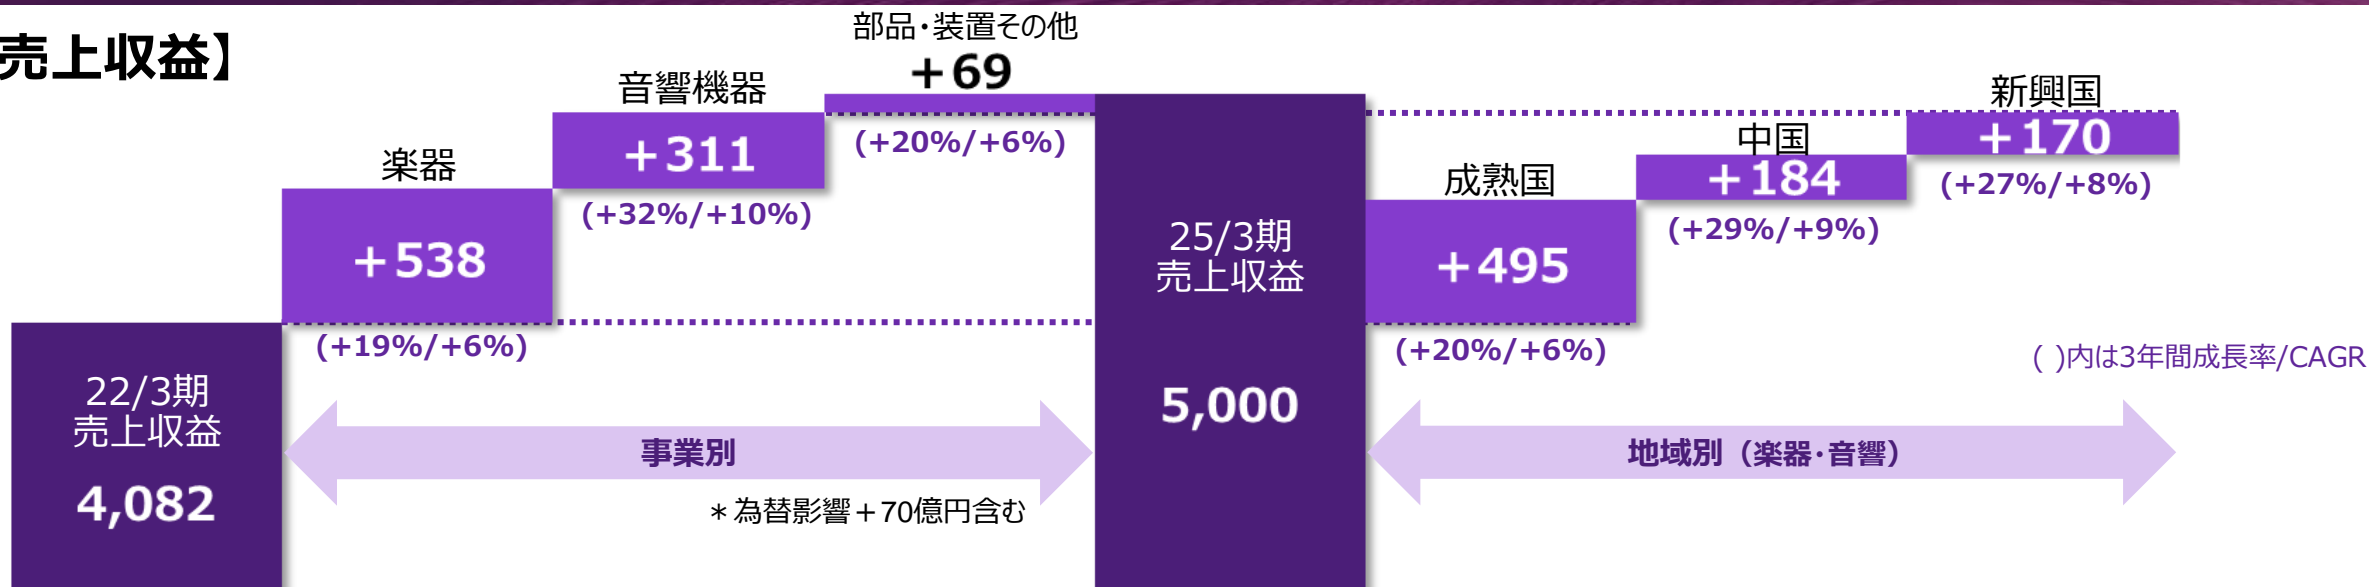 売上収益】
部品・装置その他
+69
(+20%/+6%)
音響機器
+311
(+32%/+10%)
楽器
+538
(+19%/+6%)
22/3期
売上収益
4,082
事業別
＊為替影響＋70億円含む
25/3期
売上収益
5,000
成熟国
+495
(+20%/+6%)
中国
+184
(+29%/+9%)
新興国
+170
(+27%/+8%)
( )内は3年間成長率/CAGR
地域別（楽器・音響）